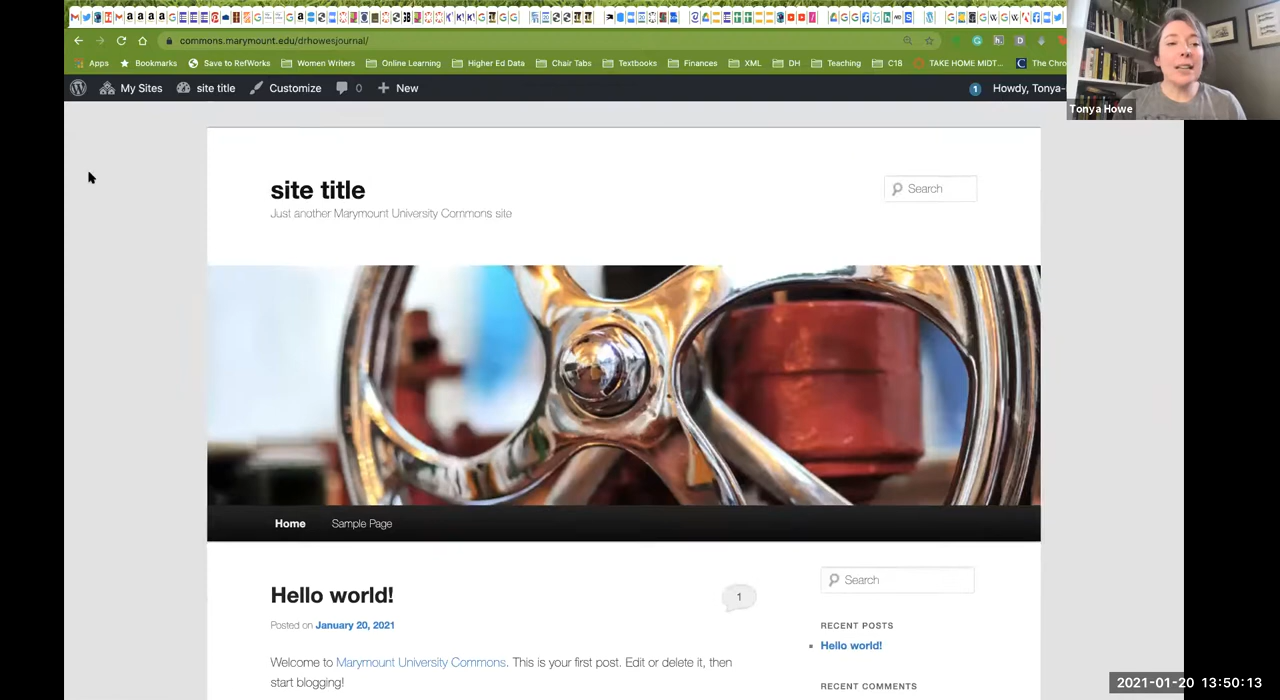 commons.marymount.edu/drhowesjournal/
Apps Bookmarks Save to RefWorks Women Writers Online Learning Higher Ed Data Chair Tabs Textbooks Finances XML DH Teaching C18 TAKE HOME MIDT... The Chro
My Sites site title Customize 0 New 1 Howdy, Tonya-
Tonya Howe
site title
Search
Just another Marymount University Commons site
Home Sample Page
Hello world!
1
Search
Posted on January 20, 2021
RECENT POSTS
Hello world!
Welcome to Marymount University Commons. This is your first post. Edit or delete it, then
start blogging!
RECENT COMMENTS
2021-01-20 13:50:13